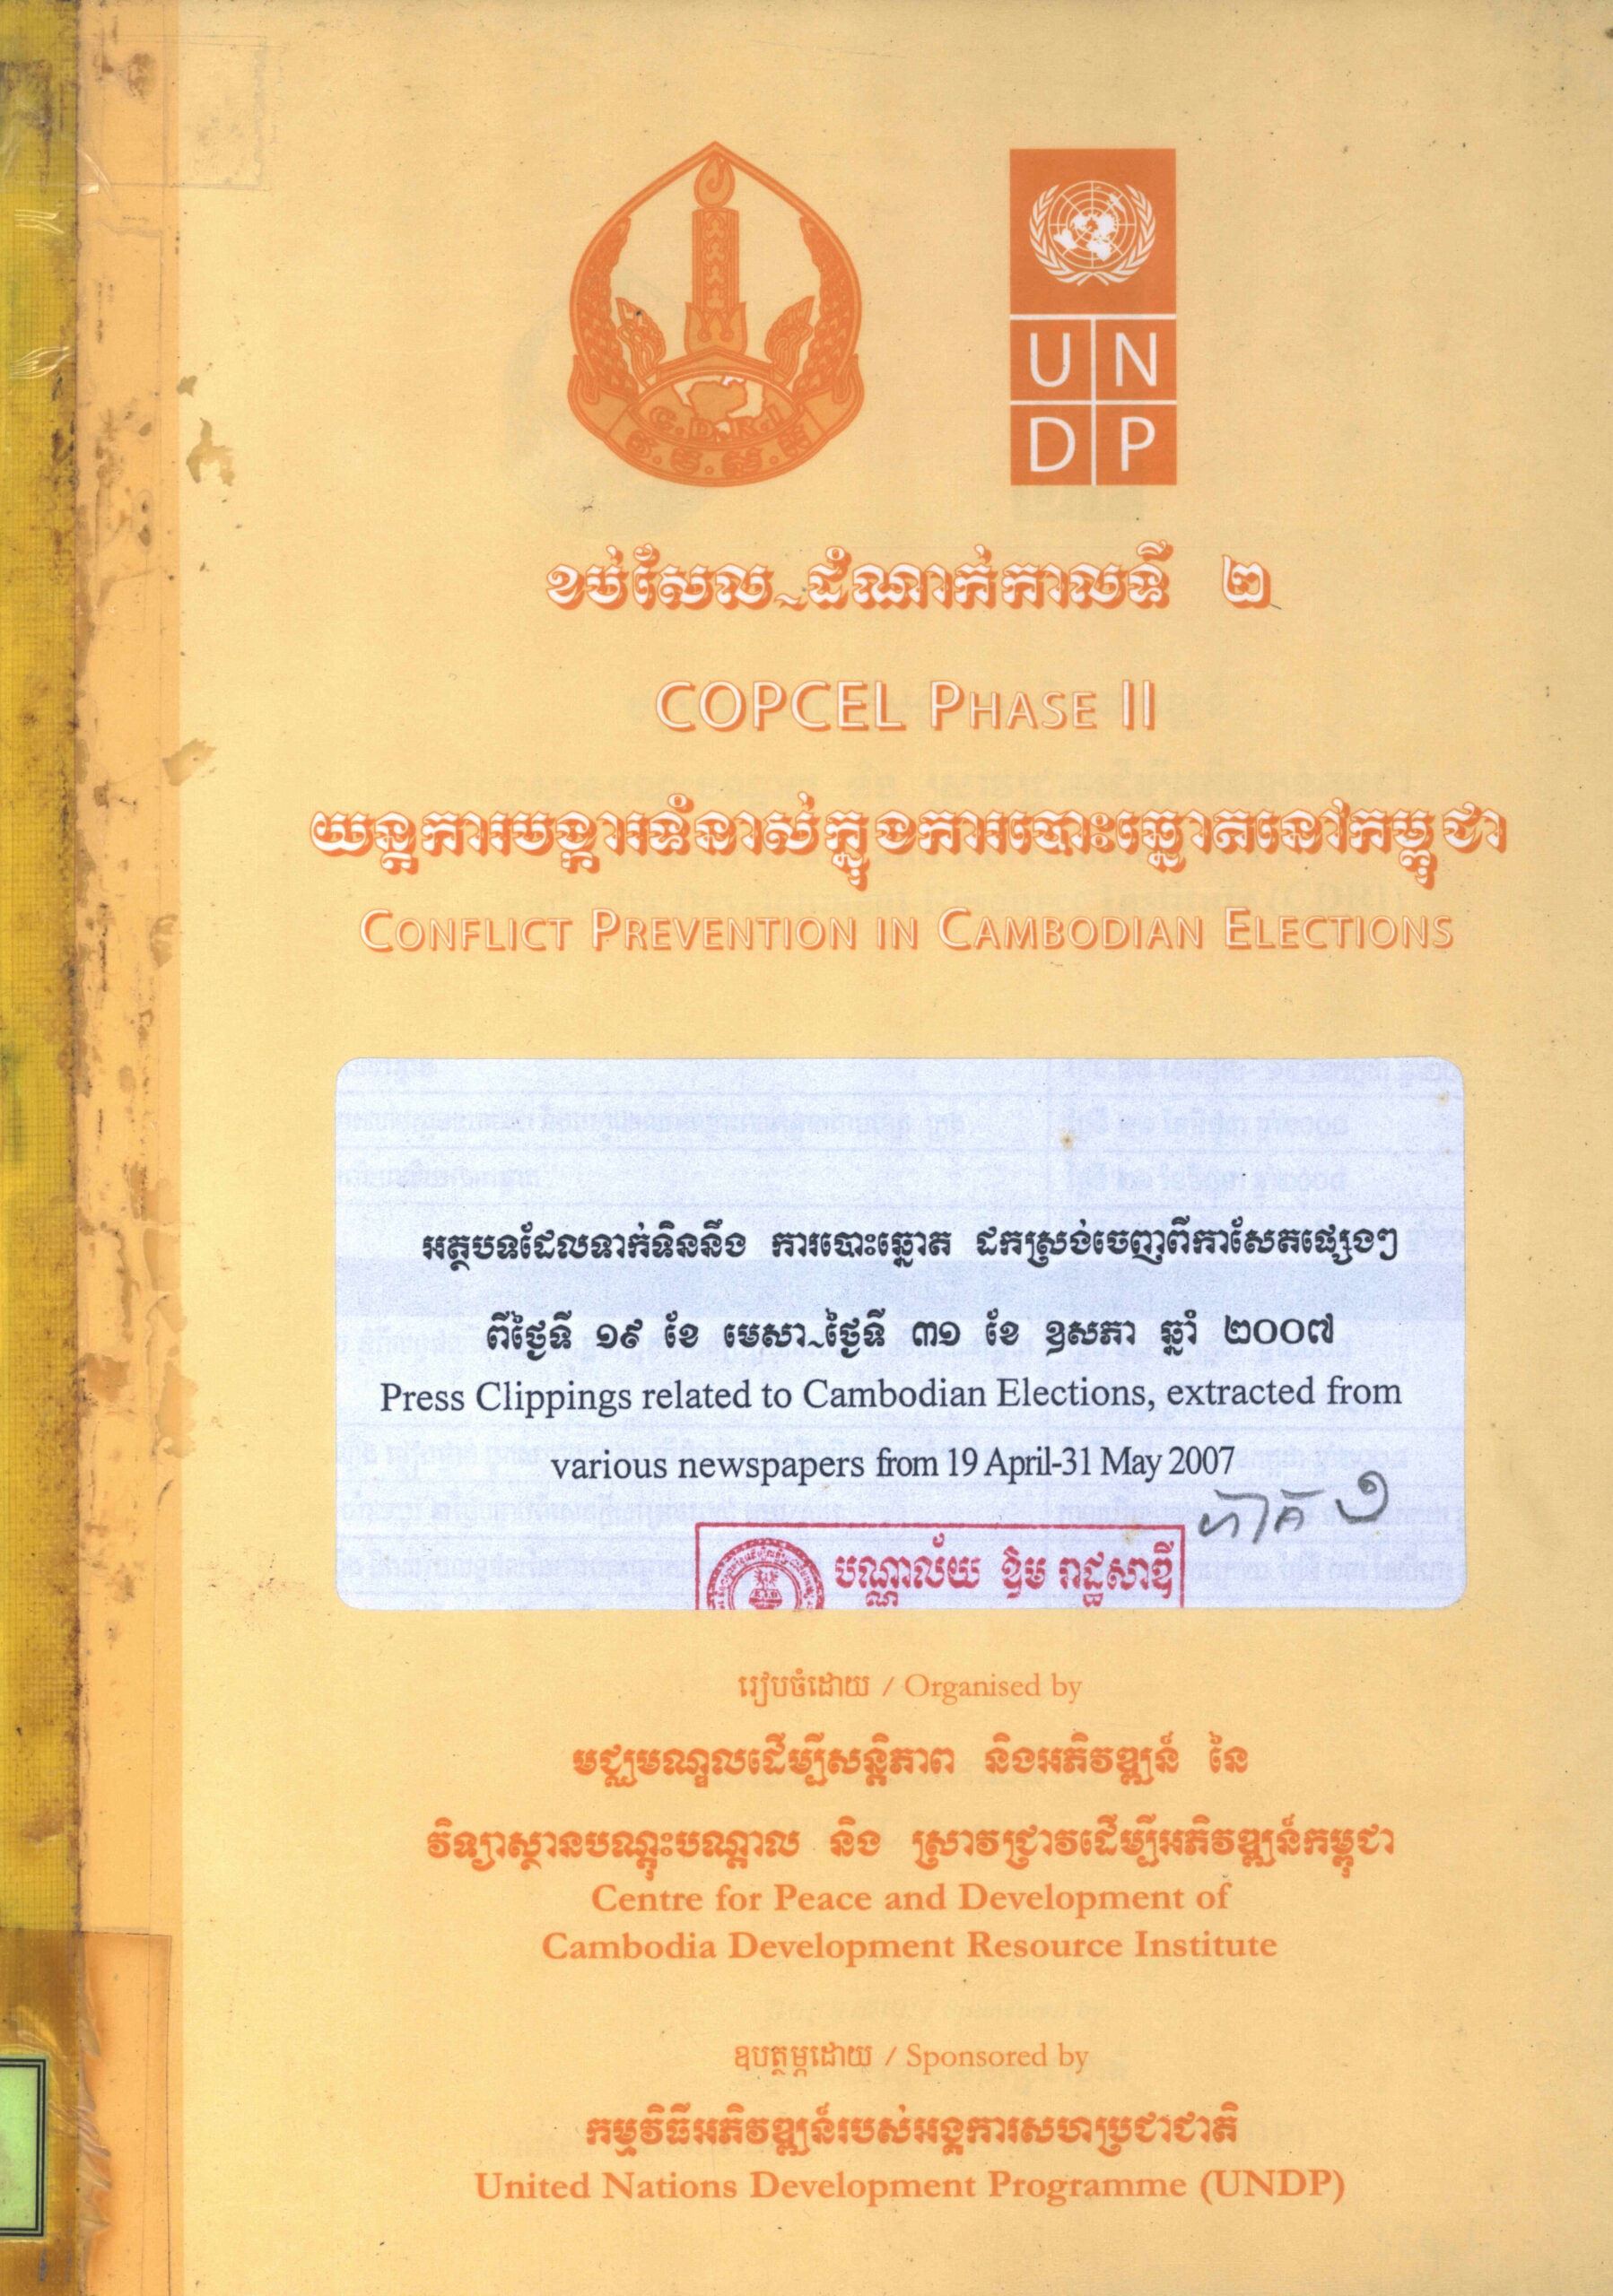 C.D.R.I
U N
D P
ខប់សែល~ដំណាក់កាលទី ២
COPCEL PHASE II
យន្តការបង្ការទំនាស់ក្នុងការបោះឆ្នោតនៅកម្ពុជា
CONFLICT PREVENTION IN CAMBODIAN ELECTIONS
អត្ថបទដែលទាក់ទិននឹង ការបោះឆ្នោត ដកស្រង់ចេញពីកាសែតផ្សេងៗ
ពីថ្ងៃទី ១៩ ខែ មេសា~ថ្ងៃទី ៣១ ខែ ឧសភា ឆ្នាំ ២០០៧
Press Clippings related to Cambodian Elections, extracted from
various newspapers from 19 April-31 May 2007
ភាគ ១
បណ្ណាល័យ ឱម រាដ្ឋសាឌី
រៀបចំដោយ / Organised by
មជ្ឈមណ្ឌលដើម្បីសន្តិភាព និងអភិវឌ្ឍន៍ នៃ
វិទ្យាស្ថានបណ្តុះបណ្តាល និង ស្រាវជ្រាវដើម្បីអភិវឌ្ឍន៍កម្ពុជា
Centre for Peace and Development of
Cambodia Development Resource Institute
ឧបត្ថម្ភដោយ / Sponsored by
កម្មវិធីអភិវឌ្ឍន៍របស់អង្គការសហប្រជាជាតិ
United Nations Development Programme (UNDP)